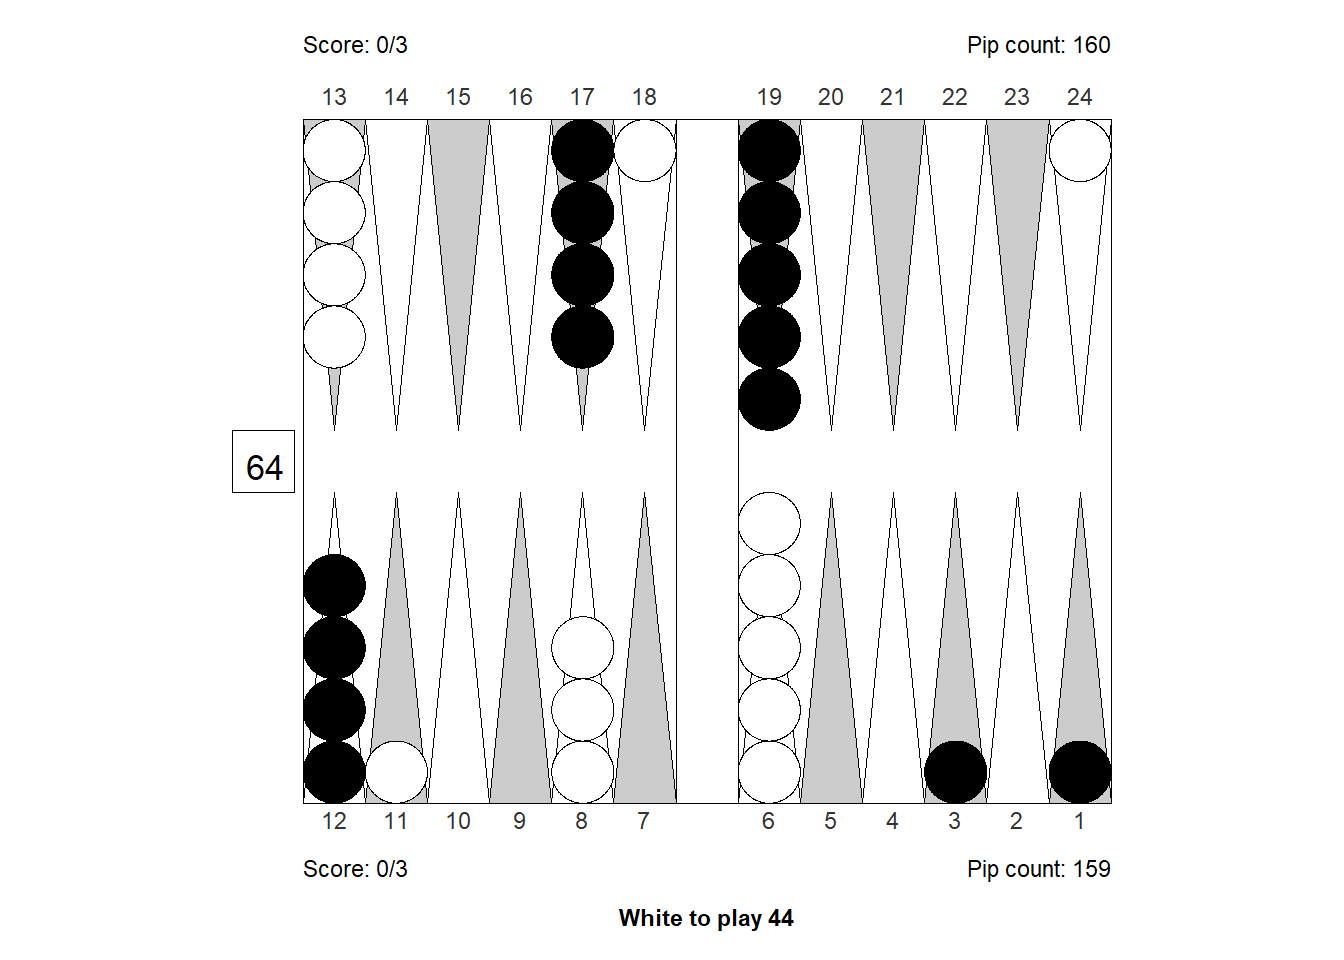 Score: 0/3 Pip count: 160
13 14 15 16 17 18 19 20 21 22 23 24
64
12 11 10 9 8 7 6 5 4 3 2 1
Score: 0/3 Pip count: 159
White to play 44